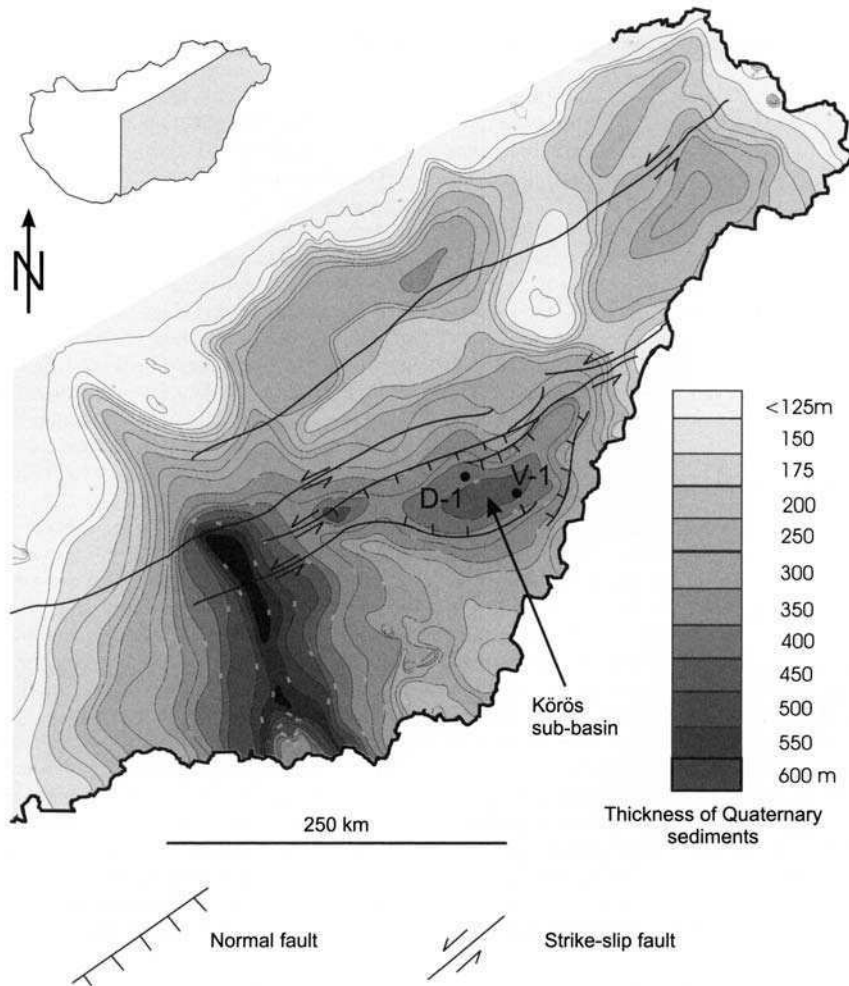 N
D-1
V-1
Körös
sub-basin
<125m
150
175
200
250
300
350
400
450
500
550
600 m
Thickness of Quaternary
sediments
250 km
Normal fault
Strike-slip fault